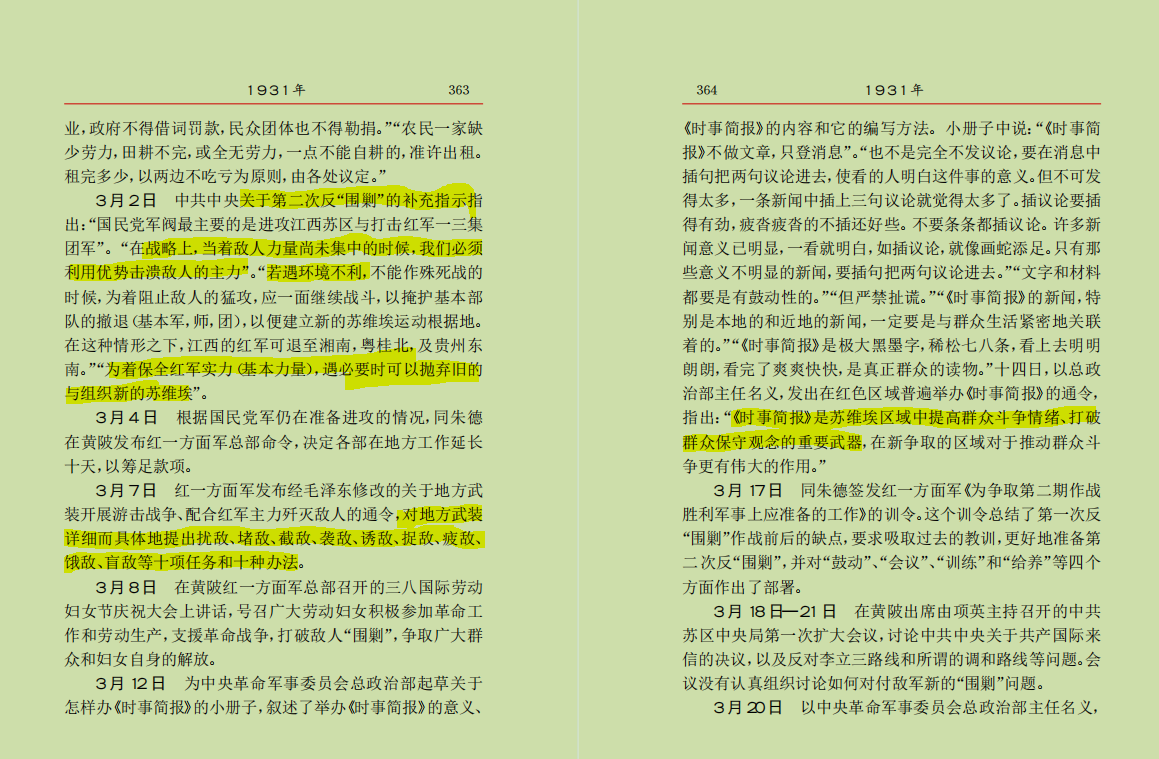 1931年 363
业,政府不得借词罚款,民众团体也不得勒捐。”“农民一家缺
少劳力,田耕不完,或全无劳力,一点不能自耕的,准许出租。
租完多少,以两边不吃亏为原则,由各处议定。”
3月2日 中共中央关于第二次反“围剿”的补充指示指
出:“国民党军阀最主要的是进攻江西苏区与打击红军一三集
团军”。“在战略上,当着敌人力量尚未集中的时候,我们必须
利用优势击溃敌人的主力”。“若遇环境不利,不能作殊死战的
时候,为着阻止敌人的猛攻,应一面继续战斗,以掩护基本部
队的撤退(基本军,师,团),以便建立新的苏维埃运动根据地。
在这种情形之下,江西的红军可退至湘南,粤桂北,及贵州东
南。”“为着保全红军实力(基本力量),遇必要时可以抛弃旧的
与组织新的苏维埃”。
3月4日 根据国民党军仍在准备进攻的情况,同朱德
在黄陂发布红一方面军总部命令,决定各部在地方工作延长
十天,以筹足款项。
3月7日 红一方面军发布经毛泽东修改的关于地方武
装开展游击战争、配合红军主力歼灭敌人的通令,对地方武装
详细而具体地提出扰敌、堵敌、截敌、袭敌、诱敌、捉敌、疲敌、
饿敌、盲敌等十项任务和十种办法。
3月8日 在黄陂红一方面军总部召开的三八国际劳动
妇女节庆祝大会上讲话,号召广大劳动妇女积极参加革命工
作和劳动生产,支援革命战争,打破敌人“围剿”,争取广大群
众和妇女自身的解放。
3月12日 为中央革命军事委员会总政治部起草关于
怎样办《时事简报》的小册子,叙述了举办《时事简报》的意义、
364 1931年
《时事简报》的内容和它的编写方法。小册子中说:“《时事简
报》不做文章,只登消息”。“也不是完全不发议论,要在消息中
插句把两句议论进去,使看的人明白这件事的意义。但不可发
得太多,一条新闻中插上三句议论就觉得太多了。插议论要插
得有劲,疲沓疲沓的不插还好些。不要条条都插议论。许多新
闻意义已明显,一看就明白,如插议论,就像画蛇添足。只有那
些意义不明显的新闻,要插句把两句议论进去。”“文字和材料
都要是有鼓动性的。”“但严禁扯谎。”“《时事简报》的新闻,特
别是本地的和近地的新闻,一定要是与群众生活紧密地关联
着的。”“《时事简报》是极大黑墨字,稀松七八条,看上去明明
朗朗,看完了爽爽快快,是真正群众的读物。”十四日,以总政
治部主任名义,发出在红色区域普遍举办《时事简报》的通令,
指出:“《时事简报》是苏维埃区域中提高群众斗争情绪、打破
群众保守观念的重要武器,在新争取的区域对于推动群众斗
争更有伟大的作用。”
3月17日 同朱德签发红一方面军《为争取第二期作战
胜利军事上应准备的工作》的训令。这个训令总结了第一次反
“围剿”作战前后的缺点,要求吸取过去的教训,更好地准备第
二次反“围剿”,并对“鼓动”、“会议”、“训练”和“给养”等四个
方面作出了部署。
3月18日—21日 在黄陂出席由项英主持召开的中共
苏区中央局第一次扩大会议,讨论中共中央关于共产国际来
信的决议,以及反对李立三路线和所谓的调和路线等问题。会
议没有认真组织讨论如何对付敌军新的“围剿”问题。
3月20日 以中央革命军事委员会总政治部主任名义,